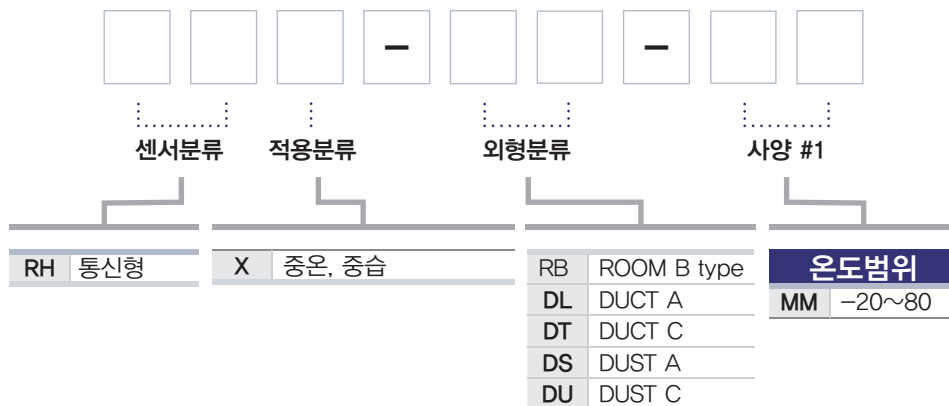 – –
센서분류 적용분류 외형분류 사양 #1
RH 통신형
X 중온, 중습
RB ROOM B type
DL DUCT A
DT DUCT C
DS DUST A
DU DUST C
온도범위
MM -20~80